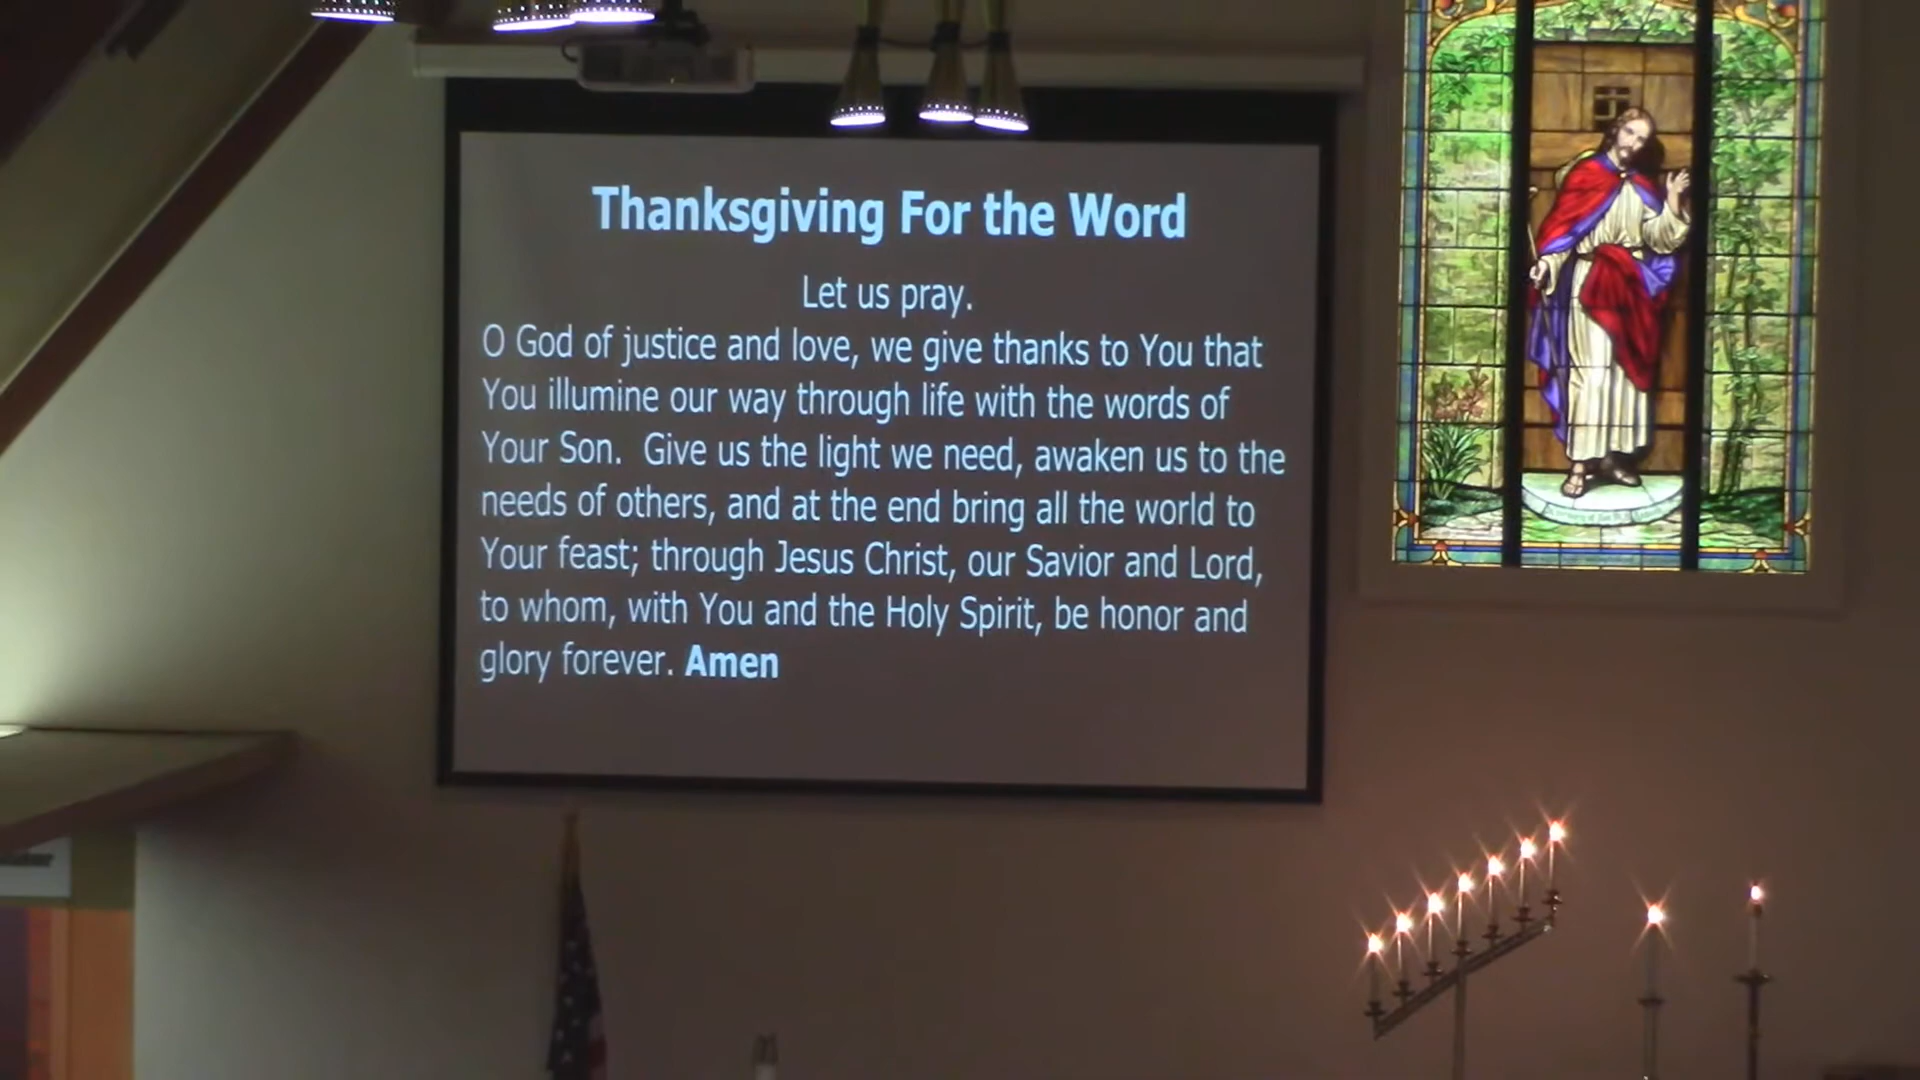 Thanksgiving For the Word
Let us pray.
O God of justice and love, we give thanks to You that
You illumine our way through life with the words of
Your Son.  Give us the light we need, awaken us to the
needs of others, and at the end bring all the world to
Your feast; through Jesus Christ, our Savior and Lord,
to whom, with You and the Holy Spirit, be honor and
glory forever. Amen